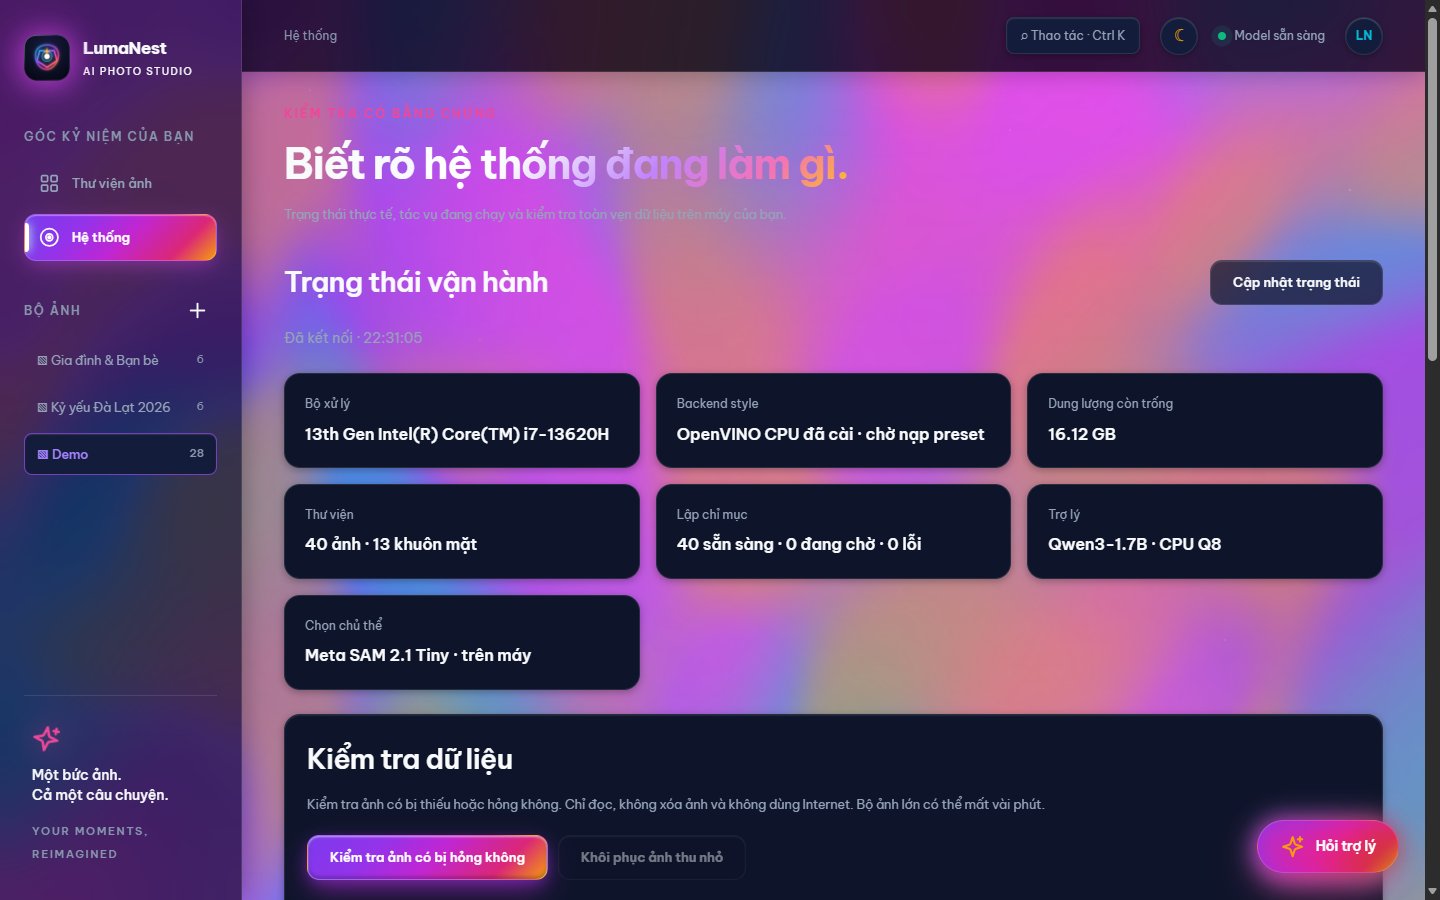 LumaNest
AI PHOTO STUDIO
GÓC KỶ NIỆM CỦA BẠN
Thư viện ảnh
Hệ thống
BỘ ẢNH
Gia đình & Bạn bè 6
Kỷ yếu Đà Lạt 2026 6
Demo 28
Một bức ảnh.
Cả một câu chuyện.
YOUR MOMENTS,
REIMAGINED
Hệ thống
Thao tác · Ctrl K
Model sẵn sàng
LN
KIỂM TRA CÓ BẰNG CHỨNG
Biết rõ hệ thống đang làm gì.
Trạng thái thực tế, tác vụ đang chạy và kiểm tra toàn vẹn dữ liệu trên máy của bạn.
Trạng thái vận hành
Cập nhật trạng thái
Đã kết nối · 22:31:05
Bộ xử lý
13th Gen Intel(R) Core(TM) i7-13620H
Backend style
OpenVINO CPU đã cài · chờ nạp preset
Dung lượng còn trống
16.12 GB
Thư viện
40 ảnh · 13 khuôn mặt
Lập chỉ mục
40 sẵn sàng · 0 đang chờ · 0 lỗi
Trợ lý
Qwen3-1.7B · CPU Q8
Chọn chủ thể
Meta SAM 2.1 Tiny · trên máy
Kiểm tra dữ liệu
Kiểm tra ảnh có bị thiếu hoặc hỏng không. Chỉ đọc, không xóa ảnh và không dùng Internet. Bộ ảnh lớn có thể mất vài phút.
Kiểm tra ảnh có bị hỏng không
Khôi phục ảnh thu nhỏ
Hỏi trợ lý